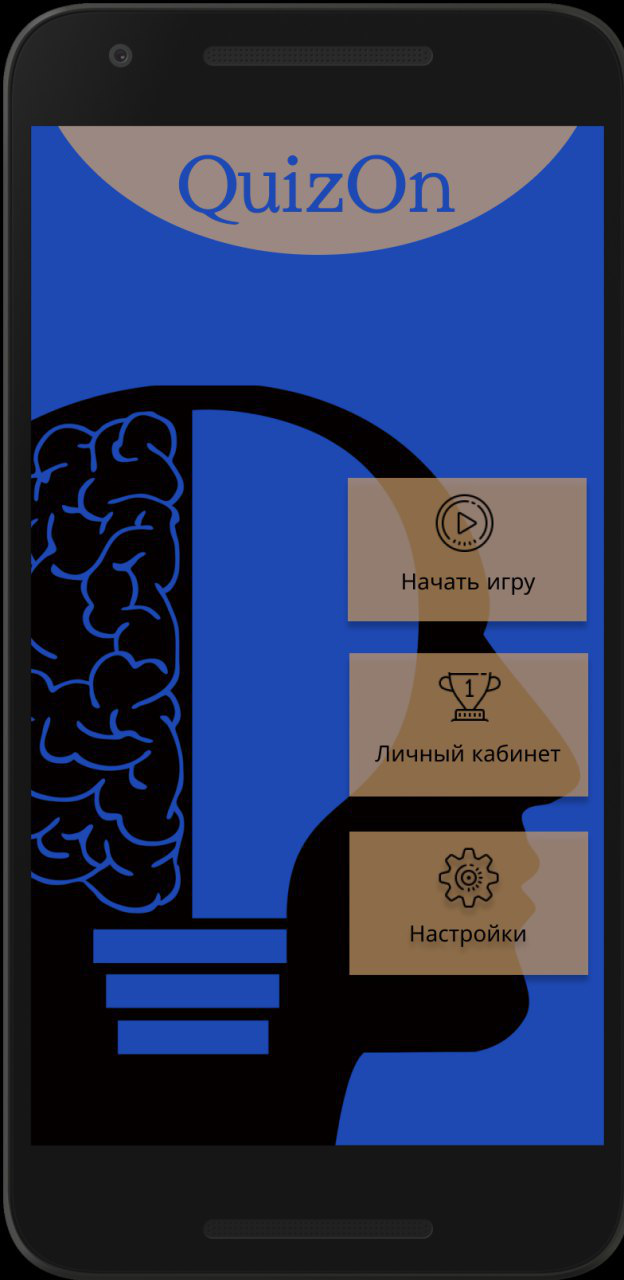 QuizOn
Начать игру
1
Личный кабинет
Настройки